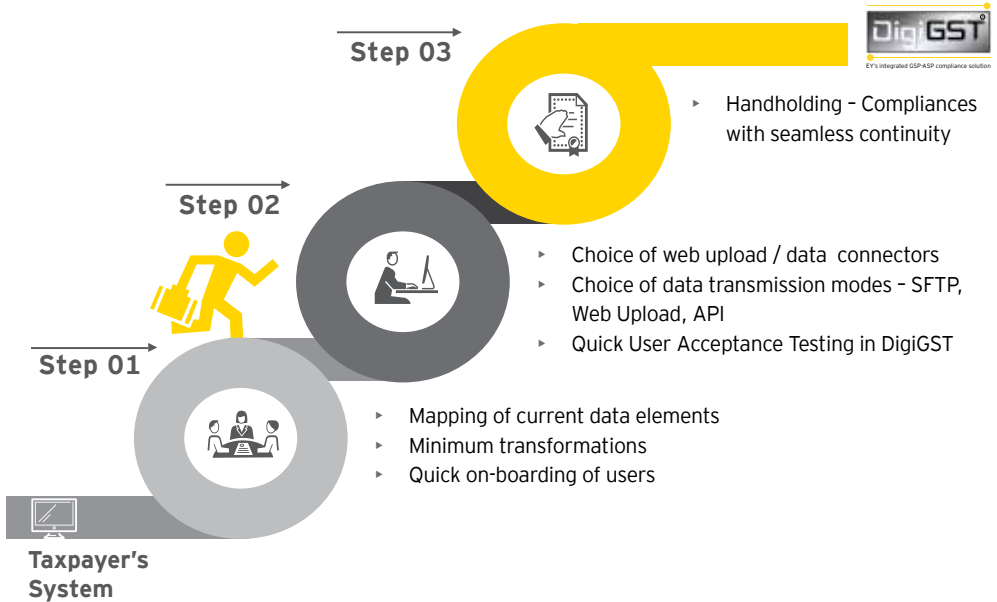 DigiGST
EY's integrated GSP-ASP compliance solution
Step 03
Handholding – Compliances
with seamless continuity
Step 02
Choice of web upload / data connectors
Choice of data transmission modes – SFTP,
Web Upload, API
Quick User Acceptance Testing in DigiGST
Step 01
Mapping of current data elements
Minimum transformations
Quick on-boarding of users
Taxpayer's
System